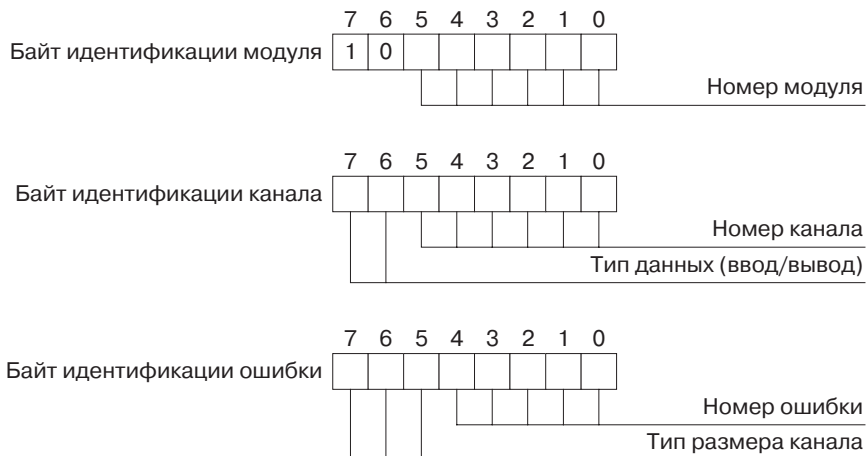 7 6 5 4 3 2 1 0
Байт идентификации модуля 1 0
Номер модуля
7 6 5 4 3 2 1 0
Байт идентификации канала
Номер канала
Тип данных (ввод/вывод)
7 6 5 4 3 2 1 0
Байт идентификации ошибки
Номер ошибки
Тип размера канала